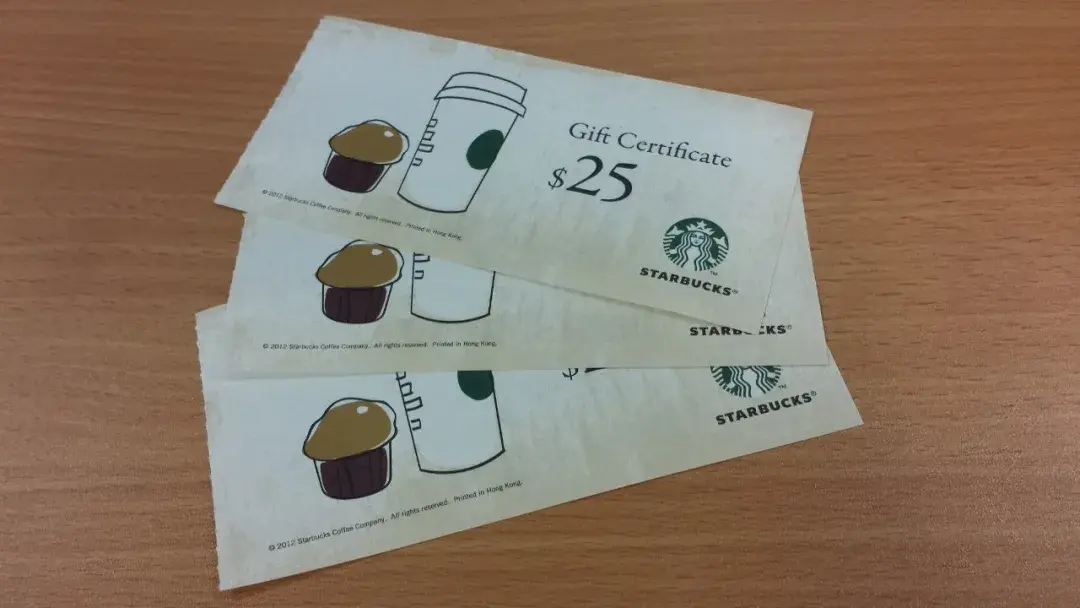 Gift Certificate
$25
© 2012 Starbucks Coffee Company. All rights reserved. Printed in Hong Kong.
™
STARBUCKS®
STARBUCKS®
© 2012 Starbucks Coffee Company. All rights reserved. Printed in Hong Kong.
$
™
STARBUCKS®
© 2012 Starbucks Coffee Company. All rights reserved. Printed in Hong Kong.